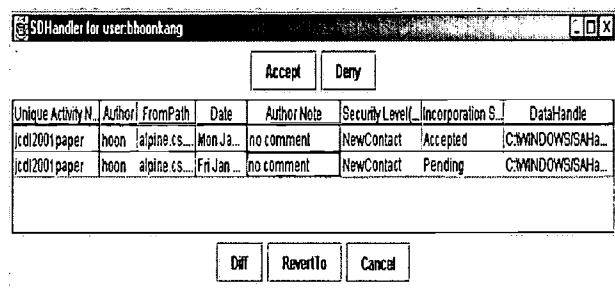 SDHandler for user:bhoonkang
Accept Deny
Unique Activity N... Author FromPath Date Author Note Security Level(... Incorporation S... DataHandle
jcdl2001paper hoon alpine.cs.... Mon Ja... no comment NewContact Accepted C:\WINDOWS/SAHa...
jcdl2001paper hoon alpine.cs.... Fri Jan ... no comment NewContact Pending C:\WINDOWS/SAHa...
Diff RevertTo Cancel